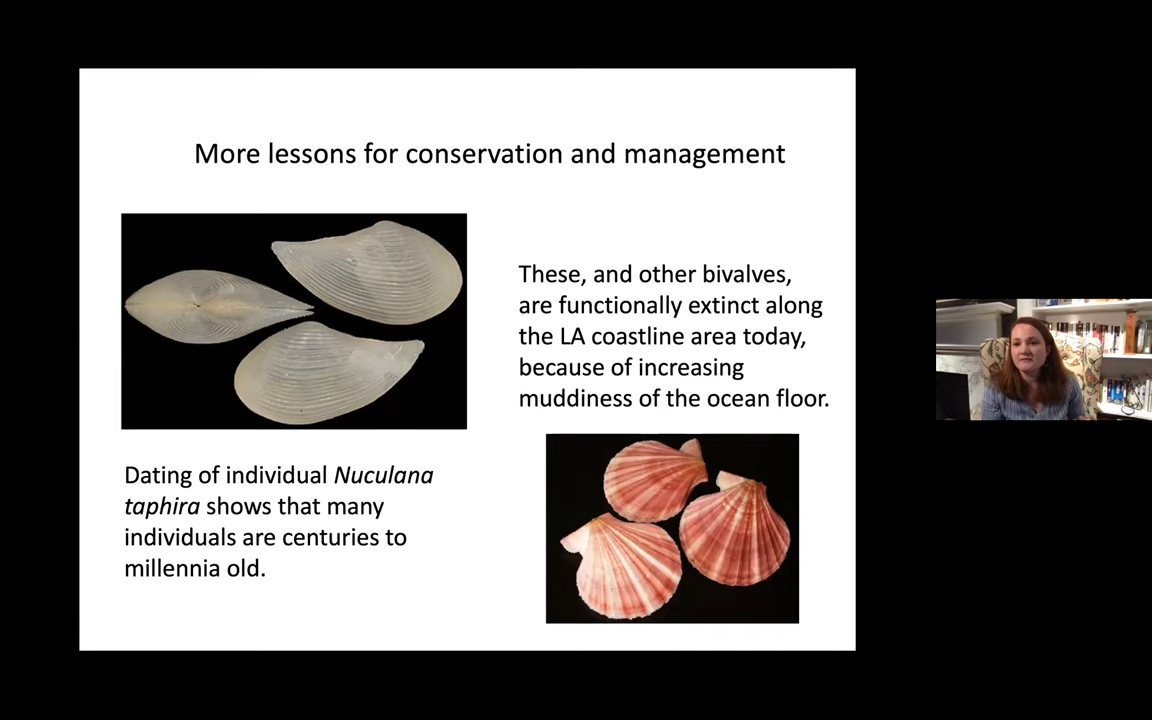 More lessons for conservation and management
These, and other bivalves,
are functionally extinct along
the LA coastline area today,
because of increasing
muddiness of the ocean floor.
Dating of individual Nuculana
taphira shows that many
individuals are centuries to
millennia old.